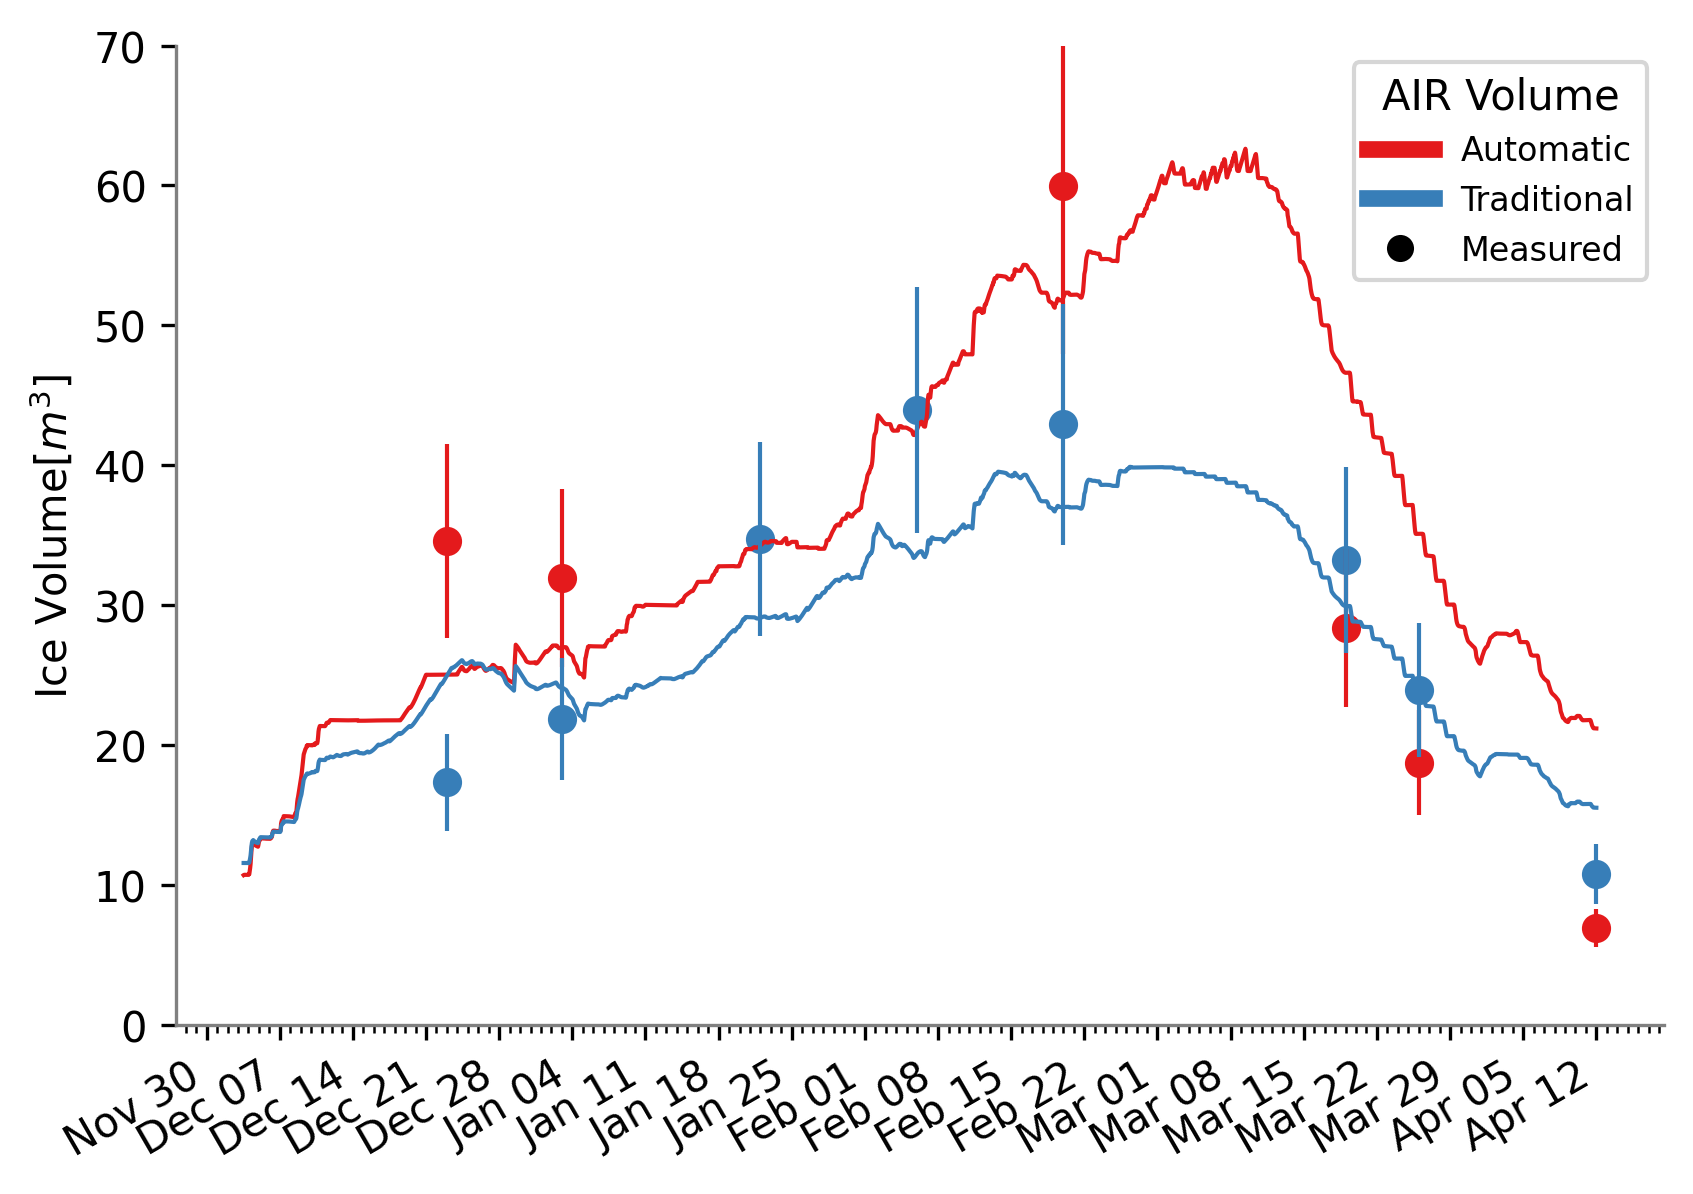 70
60
50
40
30
20
10
0
Ice Volume[m³]
AIR Volume
Automatic
Traditional
Measured
Nov 30
Dec 07
Dec 14
Dec 21
Dec 28
Jan 04
Jan 11
Jan 18
Jan 25
Feb 01
Feb 08
Feb 15
Feb 22
Mar 01
Mar 08
Mar 15
Mar 22
Mar 29
Apr 05
Apr 12